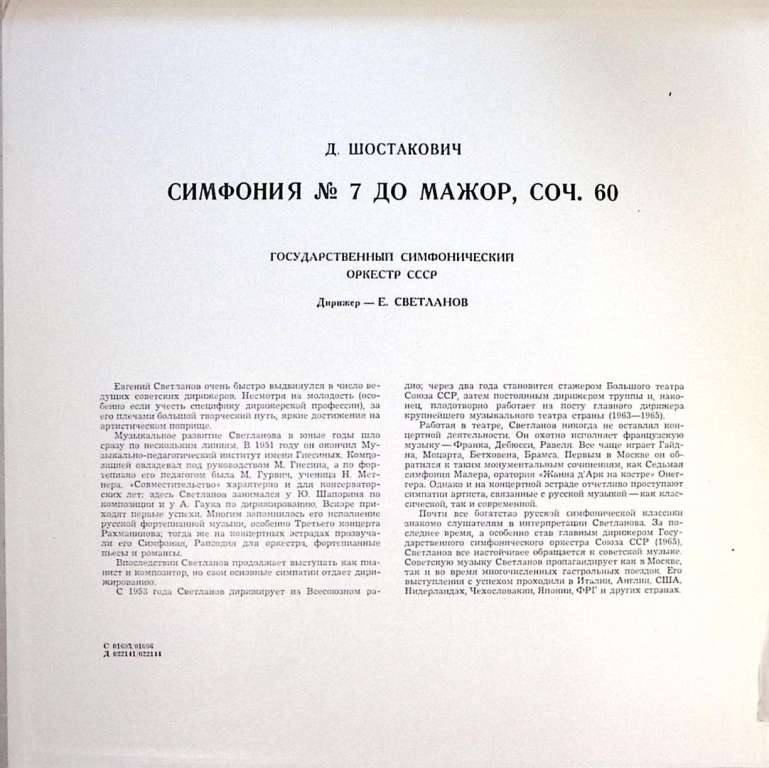 Д. ШОСТАКОВИЧ
СИМФОНИЯ № 7 ДО МАЖОР, СОЧ. 60
ГОСУДАРСТВЕННЫЙ СИМФОНИЧЕСКИЙ
ОРКЕСТР СССР
Дирижер — Е. СВЕТЛАНОВ
Евгений Светланов очень быстро выдвинулся в число ве-
дущих советских дирижеров. Несмотря на молодость (осо-
бенно если учесть специфику дирижерской профессии), за
его плечами большой творческий путь, яркие достижения на
артистическом поприще.
Музыкальное развитие Светланова в юные годы шло
сразу по нескольким линиям. В 1951 году он окончил Му-
зыкально-педагогический институт имени Гнесиных. Компо-
зицией овладевал под руководством М. Гнесина, а по фор-
тепиано его педагогом была М. Гурвич, ученица Н. Мет-
нера. «Совместительство» характерно и для консерватор-
ских лет: здесь Светланов занимался у Ю. Шапорина по
композиции и у А. Гаука по дирижированию. Вскоре при-
ходят первые успехи. Многим запомнилось его исполнение
русской фортепианной музыки, особенно Третьего концерта
Рахманинова; тогда же на концертных эстрадах прозвуча-
ли его Симфония, Рапсодия для оркестра, фортепианные
пьесы и романсы.
Впоследствии Светланов продолжает выступать как пиа-
нист и композитор, но свои основные симпатии отдает дири-
жированию.
С 1953 года Светланов дирижирует на Всесоюзном ра-
дио; через два года становится стажером Большого театра
Союза ССР, затем постоянным дирижером труппы и, нако-
нец, плодотворно работает на посту главного дирижера
крупнейшего музыкального театра страны (1963—1965).
Работая в театре, Светланов никогда не оставлял кон-
цертной деятельности. Он охотно исполняет французскую
музыку — Франка, Дебюсси, Равеля. Все чаще играет Гайд-
на, Моцарта, Бетховена, Брамса. Первым в Москве он об-
ратился к таким монументальным сочинениям, как Седьмая
симфония Малера, оратория «Жанна д'Арк на костре» Онег-
гера. Однако и на концертной эстраде отчетливо проступают
симпатии артиста, связанные с русской музыкой — как клас-
сической, так и современной.
Почти все богатство русской симфонической классики
знакомо слушателям в интерпретации Светланова. За по-
следнее время, а особенно став главным дирижером Госу-
дарственного симфонического оркестра Союза ССР (1965),
Светланов все настойчивее обращается к советской музыке.
Советскую музыку Светланов пропагандирует как в Москве,
так и во время многочисленных гастрольных поездок. Его
выступления с успехом проходили в Италии, Англии, США,
Нидерландах, Чехословакии, Японии, ФРГ и других странах.
С 01693/01696
Д 022141/022144